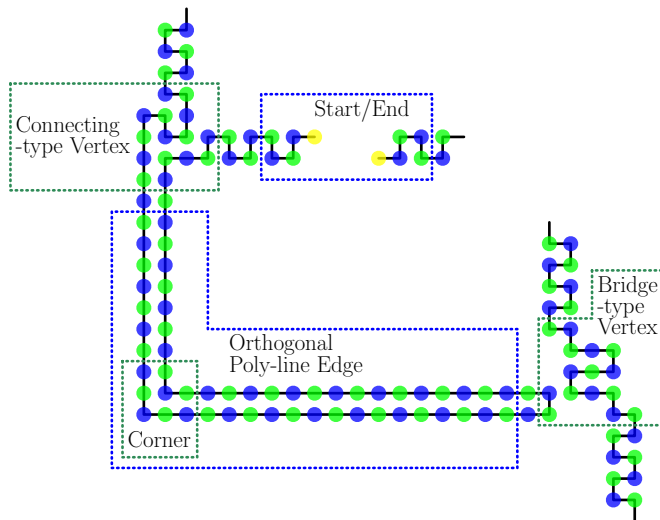 Start/End
Connecting
-type Vertex
Bridge
-type
Vertex
Orthogonal
Poly-line Edge
Corner